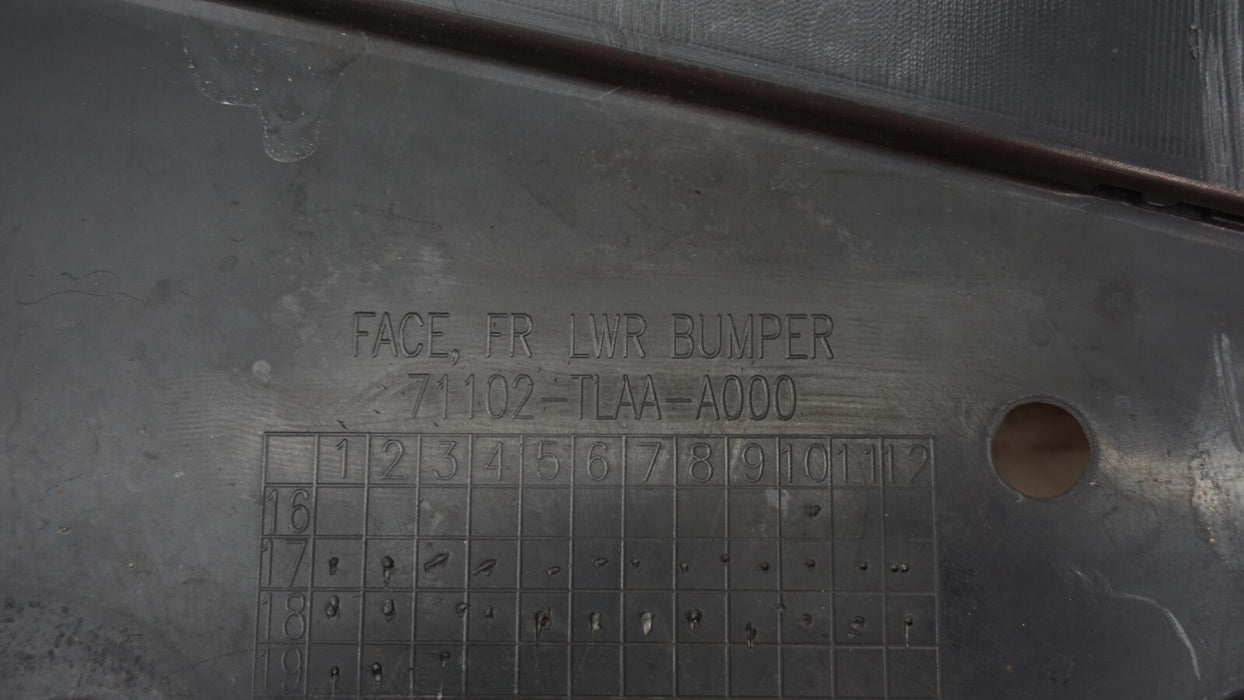 FACE, FR LWR BUMPER
71102-TLAA-A000
1 2 3 4 5 6 7 8 9 10 11 12
16
17
18
19